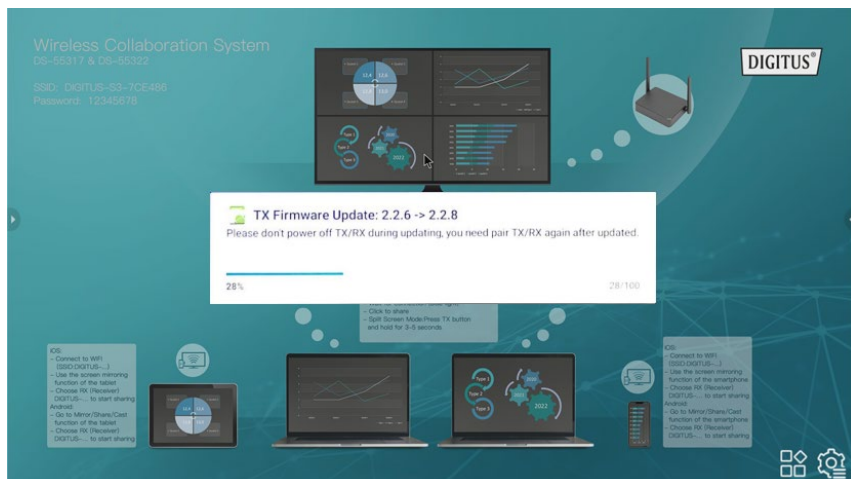 Wireless Collaboration System
DS-55317 & DS-55322
SSID: DIGITUS-S3-7CE486
Password: 12345678
DIGITUS®
TX Firmware Update: 2.2.6 -> 2.2.8
Please don't power off TX/RX during updating, you need pair TX/RX again after updated.
28%
28/100
- Click to share
- Split Screen Mode:Press TX button
and hold for 3-5 seconds
iOS:
- Connect to WIFI
(SSID:DIGITUS-...)
- Use the screen mirroring
function of the tablet
- Choose RX (Receiver)
DIGITUS-... to start sharing
Android:
- Go to Mirror/Share/Cast
function of the tablet
- Choose RX (Receiver)
DIGITUS-... to start sharing
Type 1
Type 2
Type 3
2022
iOS:
- Connect to WIFI
(SSID:DIGITUS-...)
- Use the screen mirroring
function of the smartphone
- Choose RX (Receiver)
DIGITUS-... to start sharing
Android:
- Go to Mirror/Share/Cast
function of the smartphone
- Choose RX (Receiver)
DIGITUS-... to start sharing